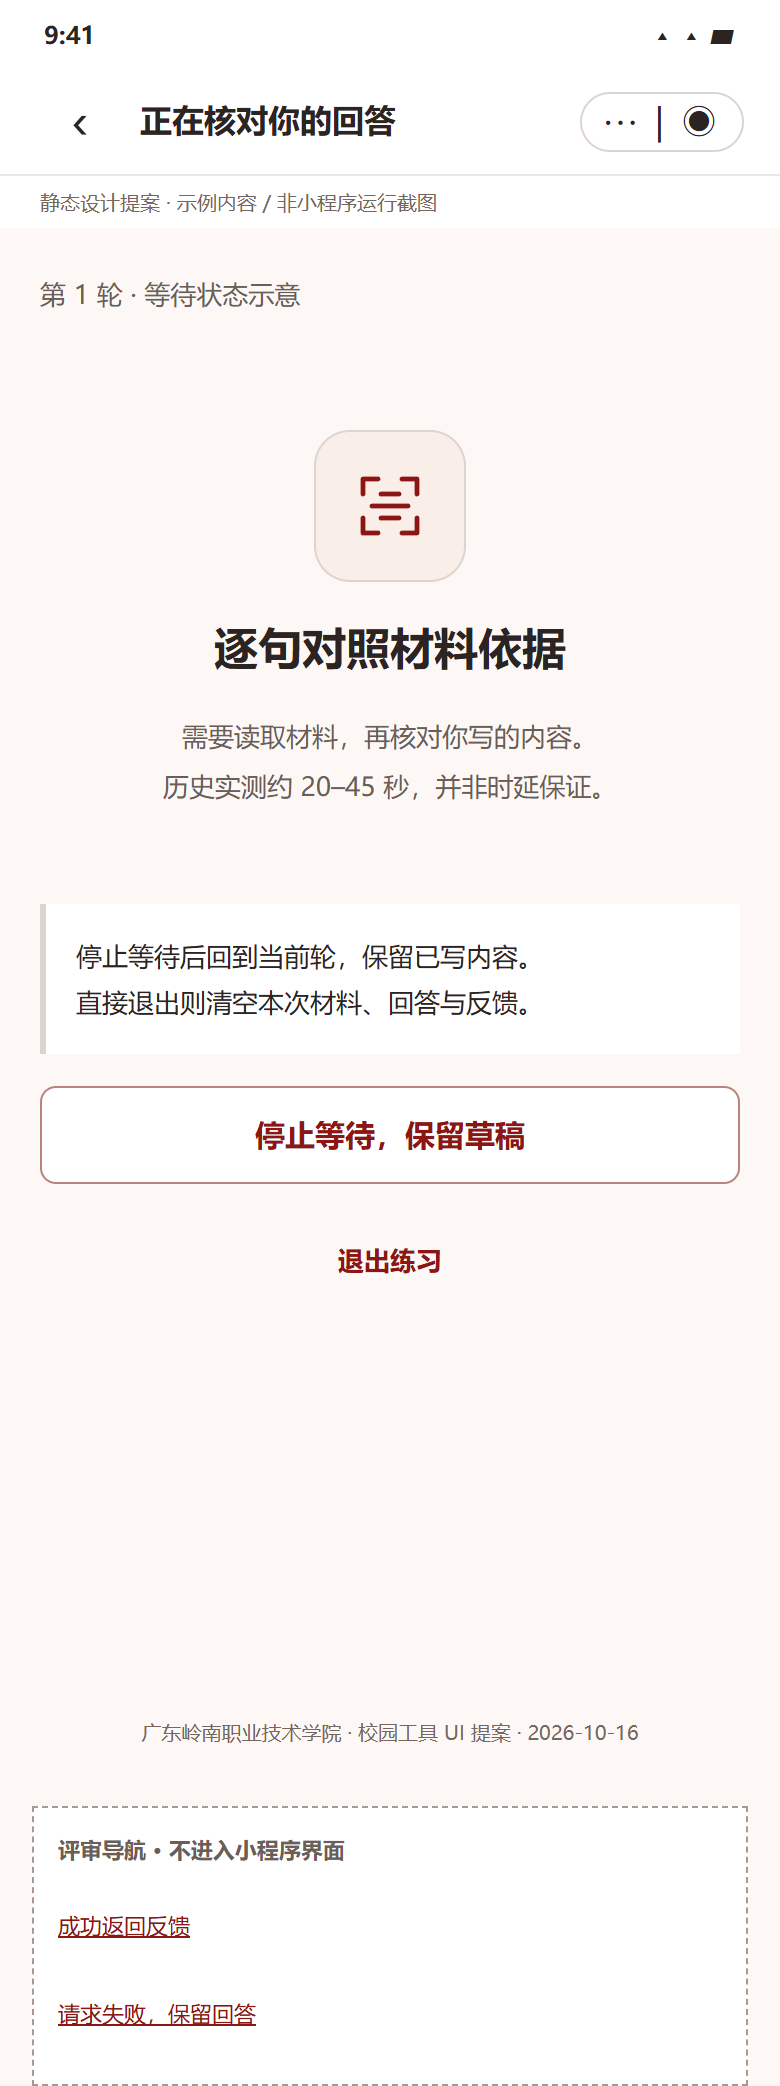 9:41
正在核对你的回答
静态设计提案 · 示例内容 / 非小程序运行截图
第 1 轮 · 等待状态示意
逐句对照材料依据
需要读取材料，再核对你写的内容。
历史实测约 20–45 秒，并非时延保证。
停止等待后回到当前轮，保留已写内容。
直接退出则清空本次材料、回答与反馈。
停止等待，保留草稿
退出练习
广东岭南职业技术学院 · 校园工具 UI 提案 · 2026-10-16
评审导航 • 不进入小程序界面
成功返回反馈
请求失败，保留回答